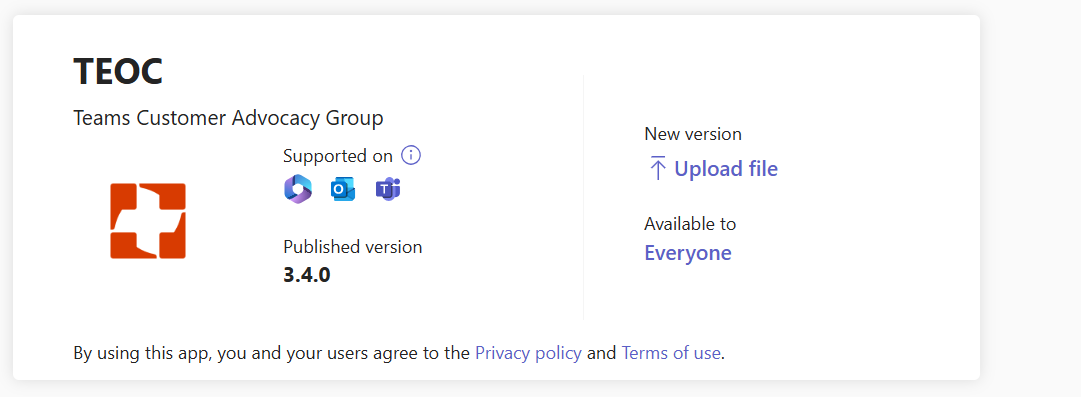 TEOC
Teams Customer Advocacy Group
Supported on
Published version
3.4.0
New version
Upload file
Available to
Everyone
By using this app, you and your users agree to the Privacy policy and Terms of use.